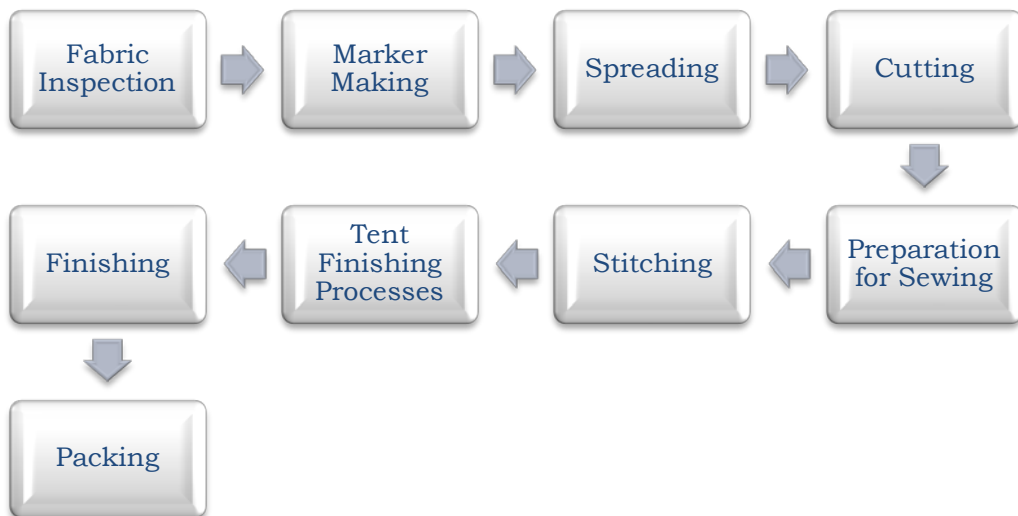 Fabric
Inspection
Marker
Making
Spreading
Cutting
Preparation
for Sewing
Stitching
Tent
Finishing
Processes
Finishing
Packing